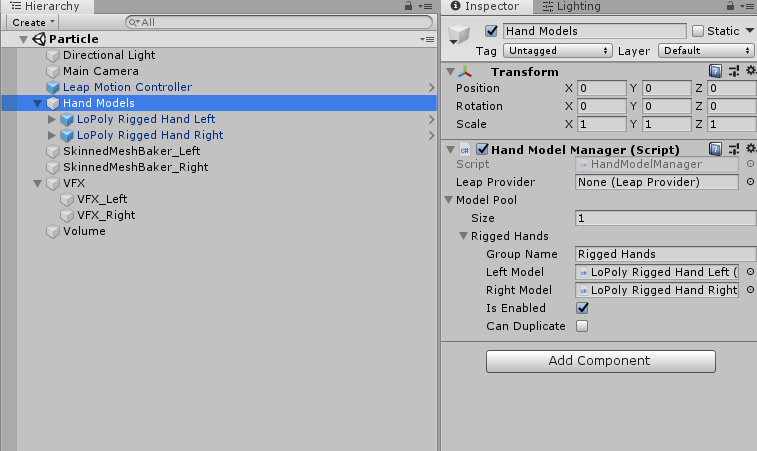 Hierarchy
Create All
Particle
Directional Light
Main Camera
Leap Motion Controller
Hand Models
LoPoly Rigged Hand Left
LoPoly Rigged Hand Right
SkinnedMeshBaker_Left
SkinnedMeshBaker_Right
VFX
VFX_Left
VFX_Right
Volume
Inspector Lighting
Hand Models Static
Tag Untagged Layer Default
Transform
Position X 0 Y 0 Z 0
Rotation X 0 Y 0 Z 0
Scale X 1 Y 1 Z 1
Hand Model Manager (Script)
Script HandModelManager
Leap Provider None (Leap Provider)
Model Pool
Size 1
Rigged Hands
Group Name Rigged Hands
Left Model LoPoly Rigged Hand Left (
Right Model LoPoly Rigged Hand Right
Is Enabled
Can Duplicate
Add Component